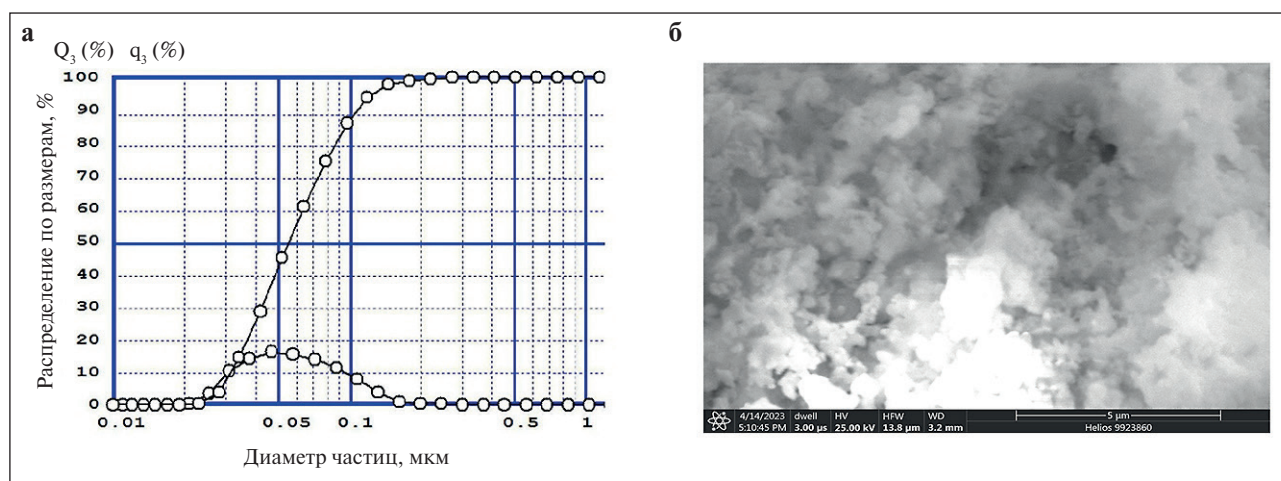 а
Q3 (%) q3 (%)
Распределение по размерам, %
100
90
80
70
60
50
40
30
20
10
0
0.01 0.05 0.1 0.5 1
Диаметр частиц, мкм
б
4/14/2023 dwell HV HFW WD 5 µm
5:10:45 PM 3.00 µs 25.00 kV 13.8 µm 3.2 mm Helios 9923860